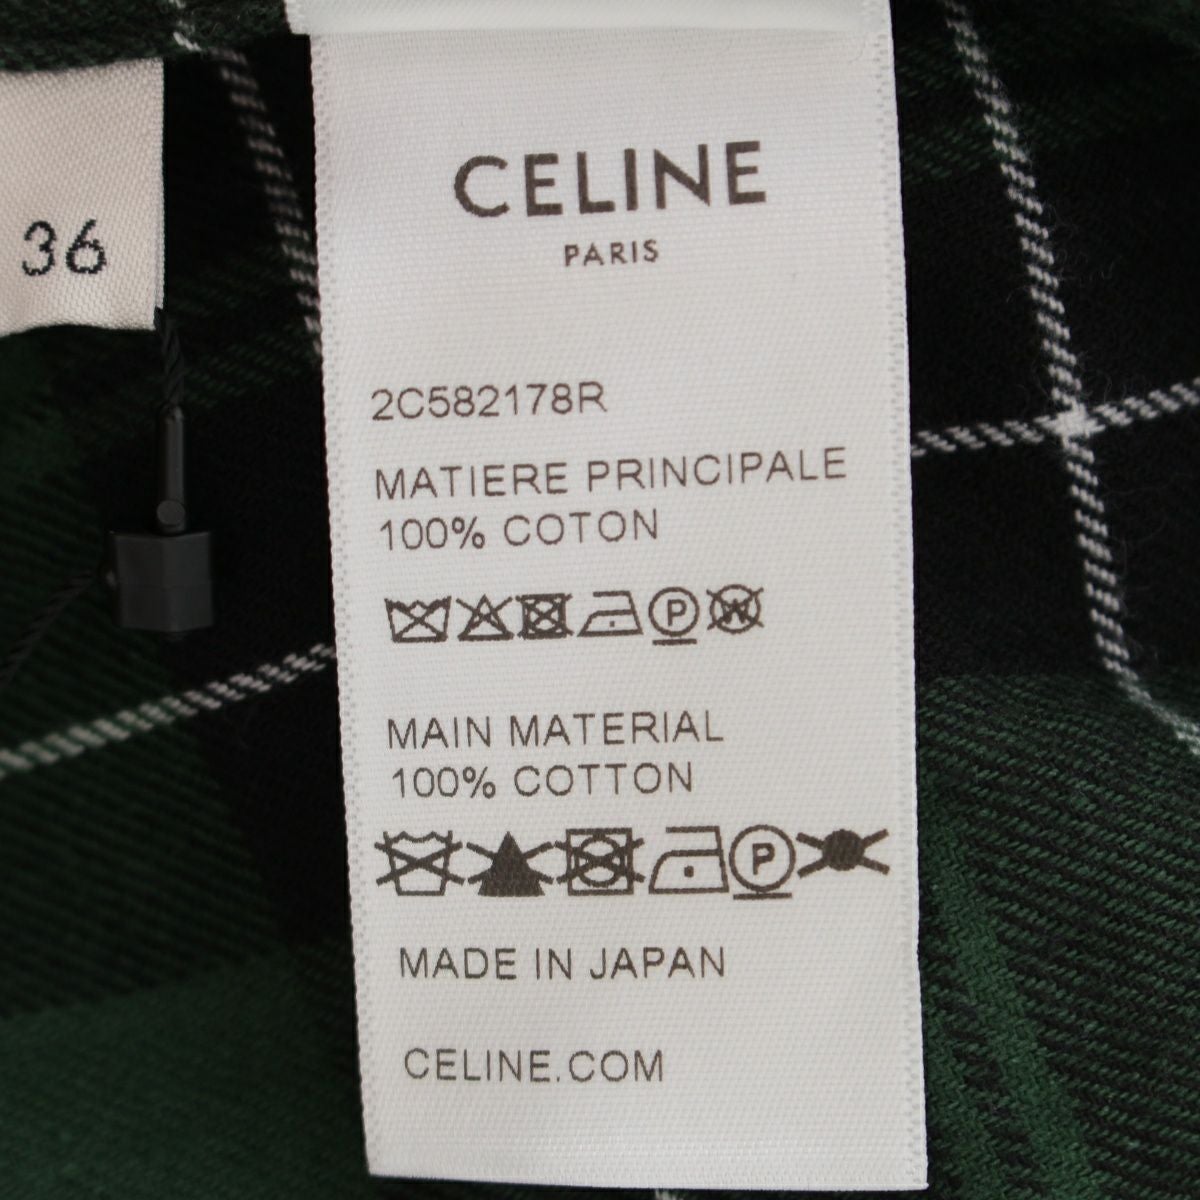 36
CELINE
PARIS
2C582178R
MATIERE PRINCIPALE
100% COTON
P W
MAIN MATERIAL
100% COTTON
P
MADE IN JAPAN
CELINE.COM